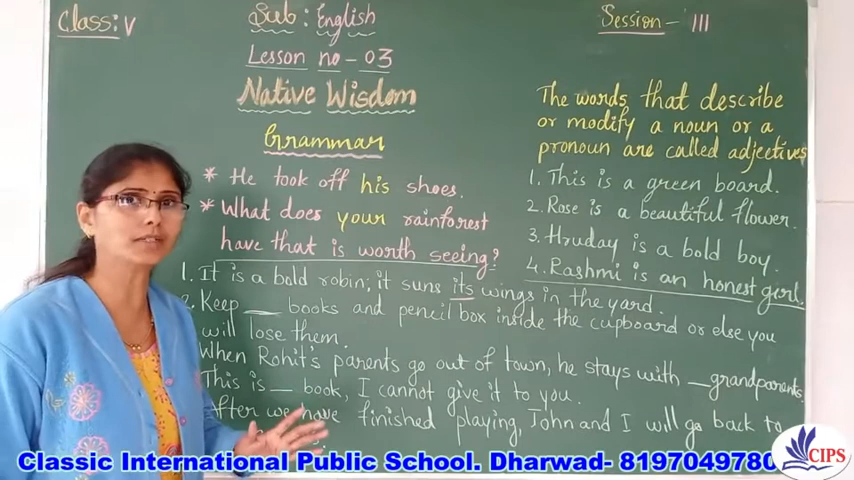 Class: V
Sub: English
Session - III
Lesson no - 03
Native Wisdom
Grammar
* He took off his shoes.
* What does your rainforest
have that is worth seeing?
The words that describe
or modify a noun or a
pronoun are called adjectives
1. This is a green board.
2. Rose is a beautiful flower.
3. Hruday is a bold boy.
4. Rashmi is an honest girl.
1. It is a bold robin; it suns its wings in the yard.
2. Keep __ books and pencil box inside the cupboard or else you
will lose them.
When Rohit's parents go out of town, he stays with __ grandparents.
This is __ book, I cannot give it to you.
After we have finished playing, John and I will go back to
Classic International Public School. Dharwad- 8197049780
CIPS